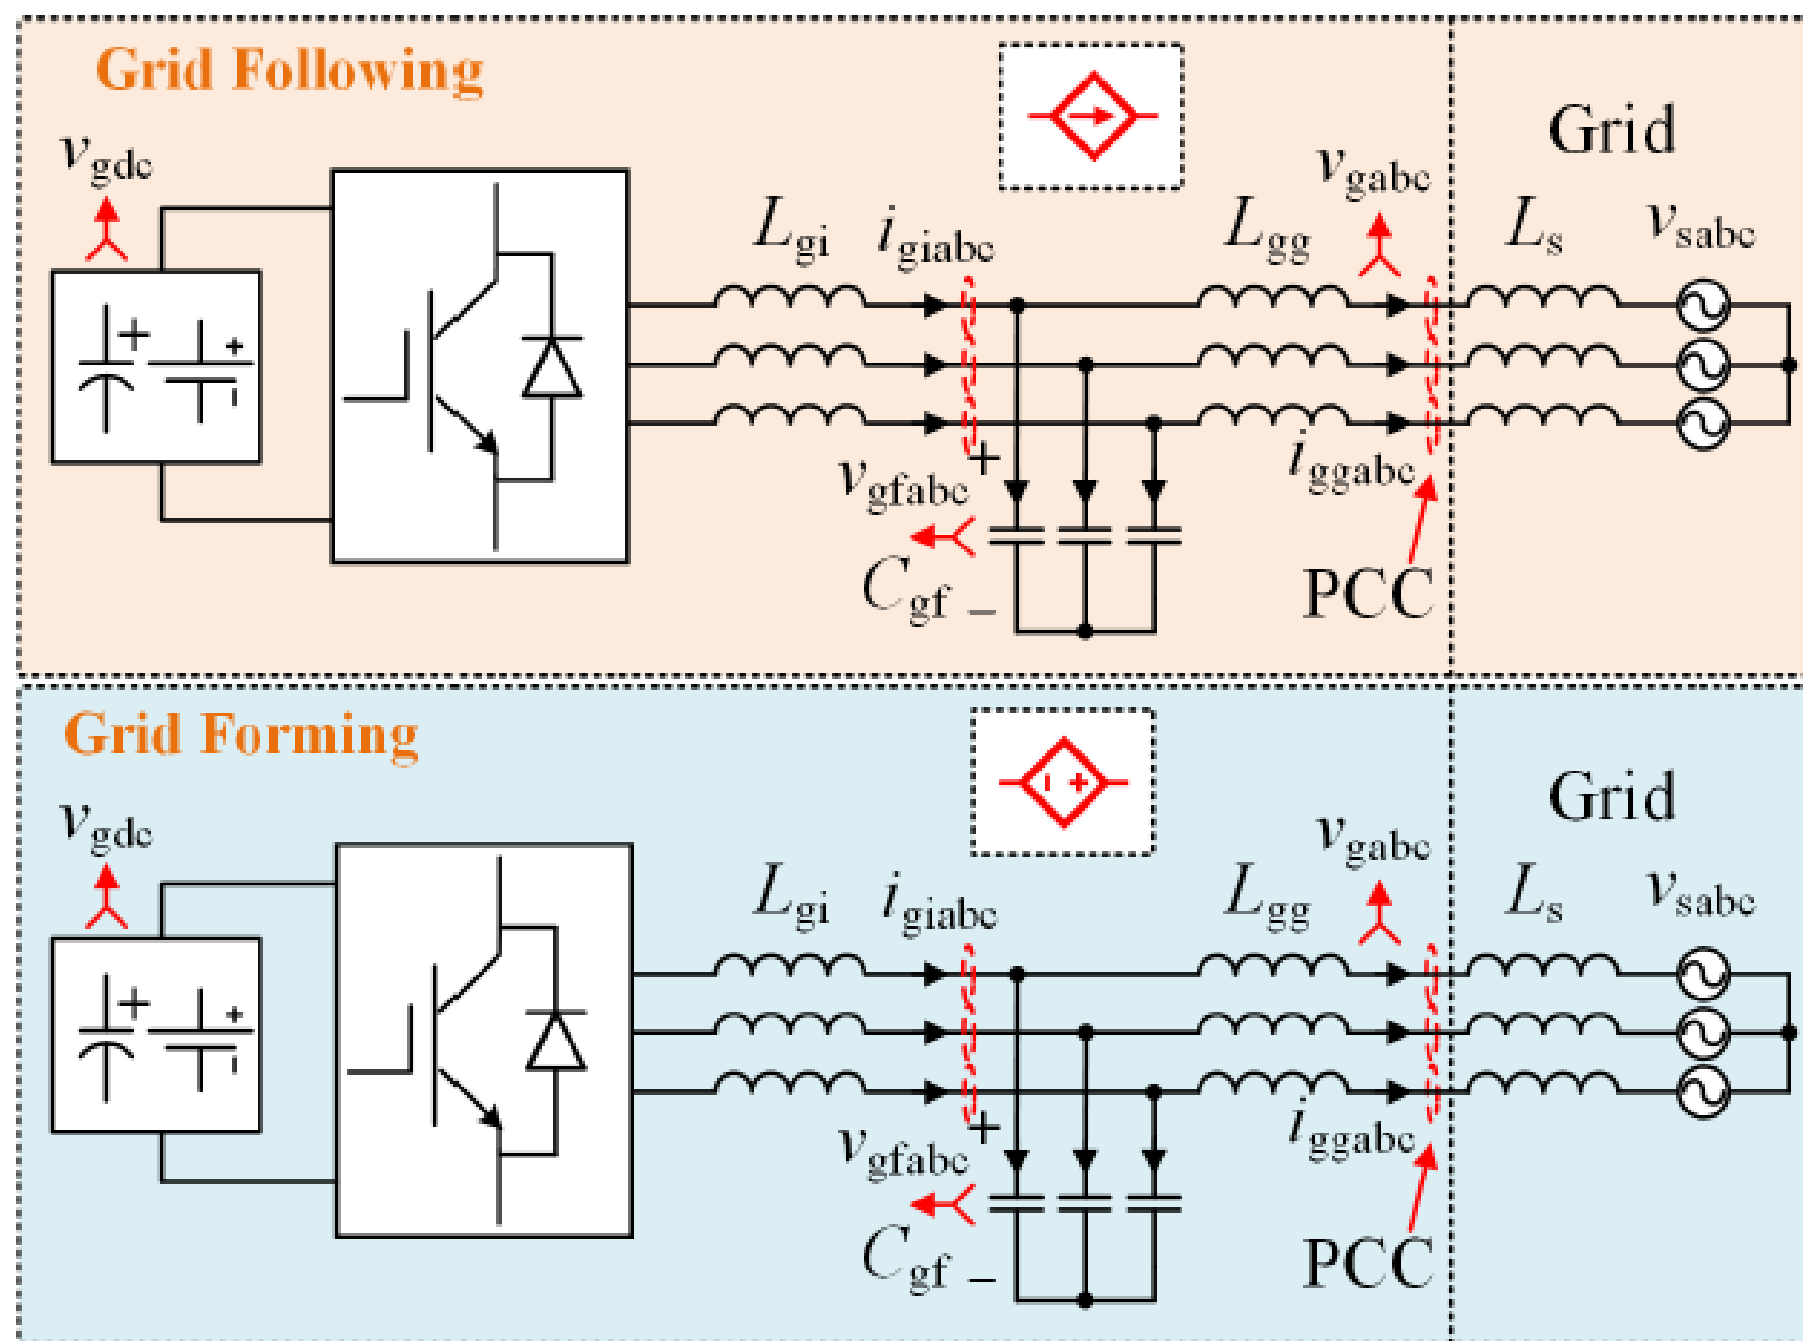 Grid Following
Grid
v_gdc
v_gabc
L_gi
i_giabc
L_gg
L_s
v_sabc
+
+
−
+
v_gfabc
i_ggabc
C_gf
−
PCC
Grid Forming
− +
Grid
v_gdc
v_gabc
L_gi
i_giabc
L_gg
L_s
v_sabc
+
+
−
+
v_gfabc
i_ggabc
C_gf
−
PCC